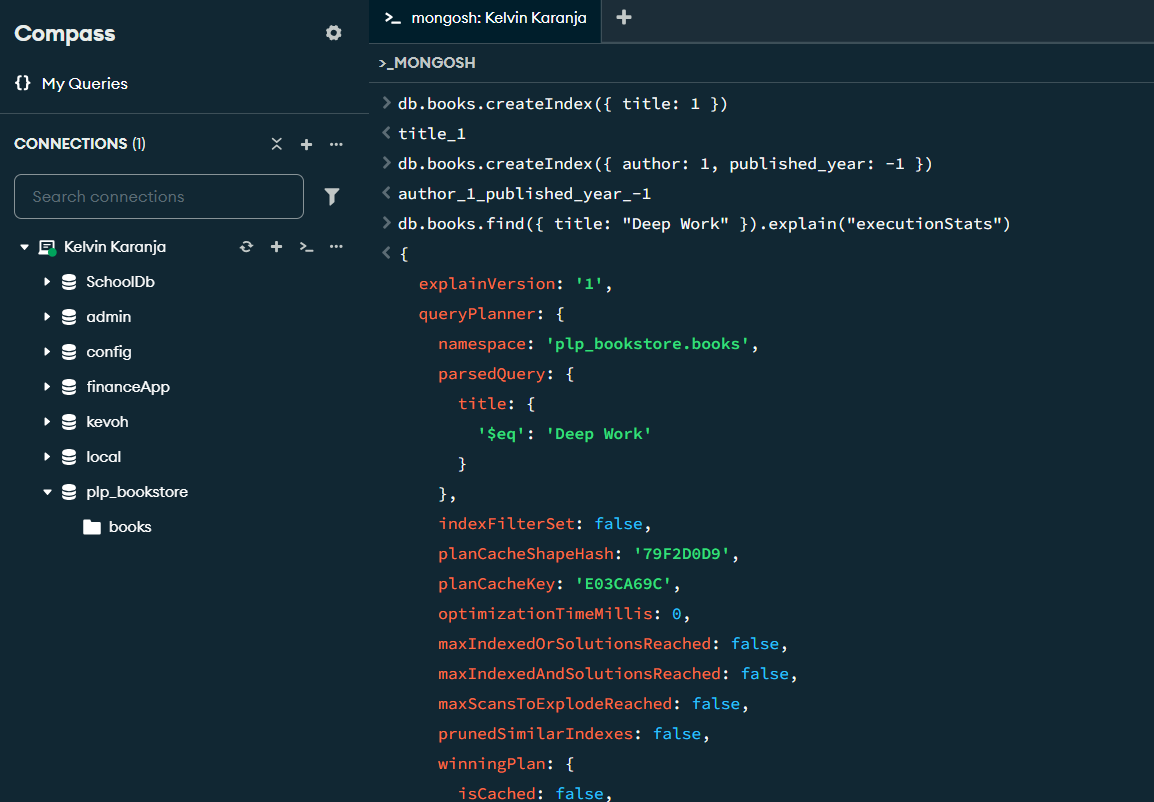 Compass
{} My Queries
CONNECTIONS (1)
Search connections
Kelvin Karanja
SchoolDb
admin
config
financeApp
kevoh
local
plp_bookstore
books
>_ mongosh: Kelvin Karanja
>_MONGOSH
> db.books.createIndex({ title: 1 })
< title_1
> db.books.createIndex({ author: 1, published_year: -1 })
< author_1_published_year_-1
> db.books.find({ title: "Deep Work" }).explain("executionStats")
< {
explainVersion: '1',
queryPlanner: {
namespace: 'plp_bookstore.books',
parsedQuery: {
title: {
'$eq': 'Deep Work'
}
},
indexFilterSet: false,
planCacheShapeHash: '79F2D0D9',
planCacheKey: 'E03CA69C',
optimizationTimeMillis: 0,
maxIndexedOrSolutionsReached: false,
maxIndexedAndSolutionsReached: false,
maxScansToExplodeReached: false,
prunedSimilarIndexes: false,
winningPlan: {
isCached: false,